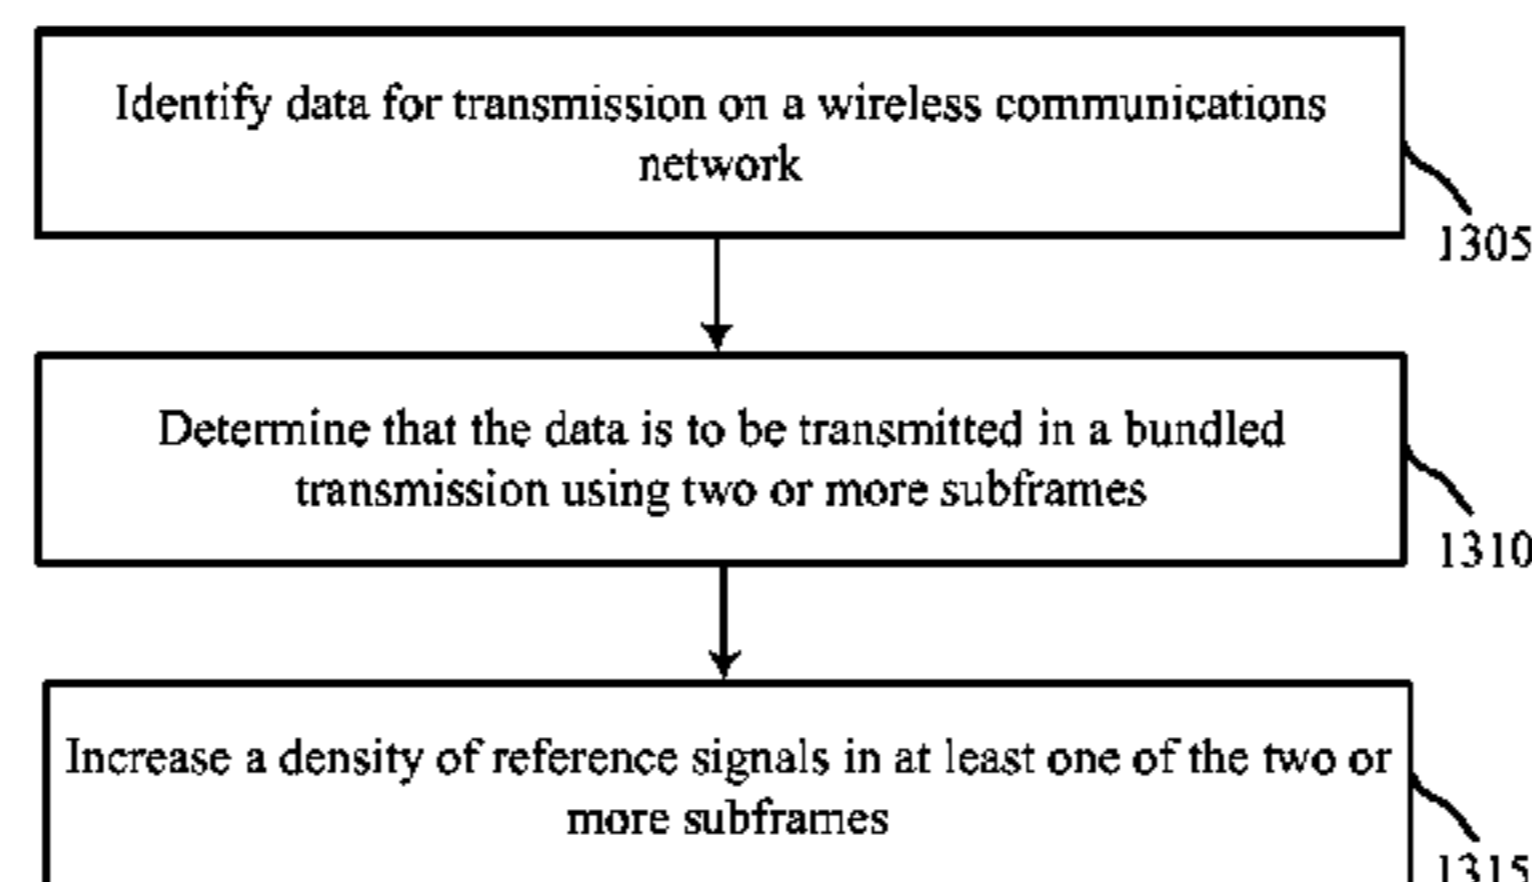 Identify data for transmission on a wireless communications
network
1305
Determine that the data is to be transmitted in a bundled
transmission using two or more subframes
1310
Increase a density of reference signals in at least one of the two or
more subframes
1315